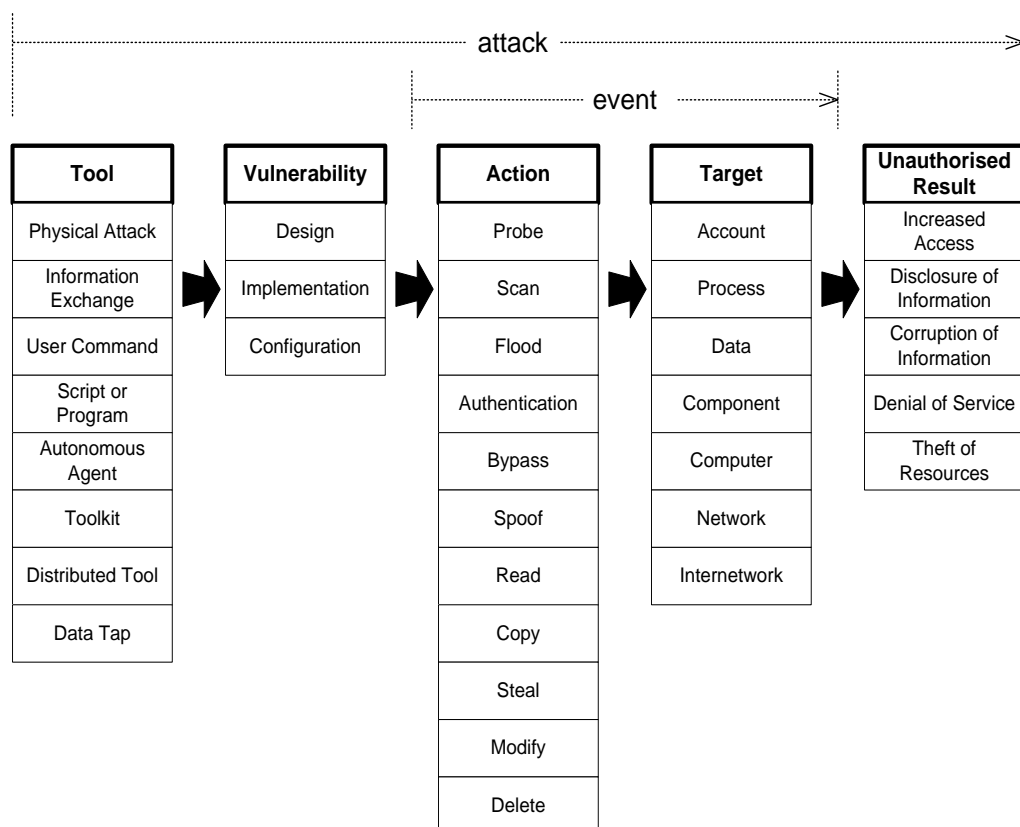 attack
event
Tool
Physical Attack
Information
Exchange
User Command
Script or
Program
Autonomous
Agent
Toolkit
Distributed Tool
Data Tap
Vulnerability
Design
Implementation
Configuration
Action
Probe
Scan
Flood
Authentication
Bypass
Spoof
Read
Copy
Steal
Modify
Delete
Target
Account
Process
Data
Component
Computer
Network
Internetwork
Unauthorised
Result
Increased
Access
Disclosure of
Information
Corruption of
Information
Denial of Service
Theft of
Resources